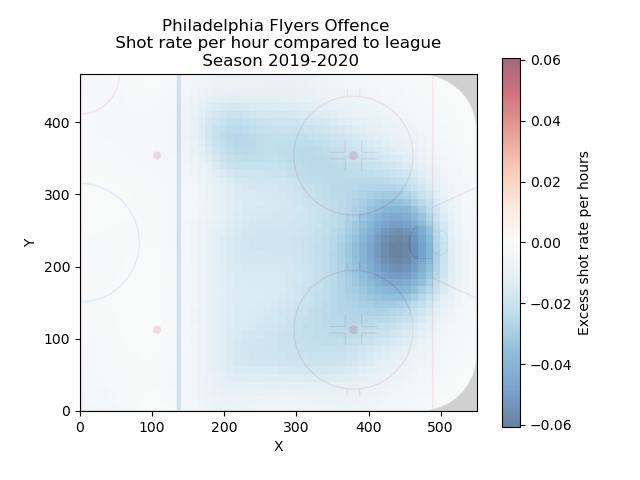 Philadelphia Flyers Offence
Shot rate per hour compared to league
Season 2019-2020
0.06
0.04
0.02
0.00
−0.02
−0.04
−0.06
Excess shot rate per hours
400
300
200
100
0
Y
0 100 200 300 400 500
X